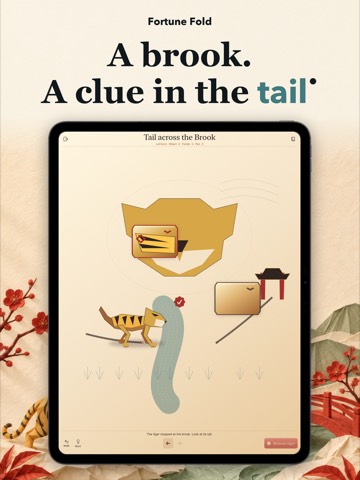 Fortune Fold
A brook.
A clue in the tail
Tail across the Brook
The tiger stopped at the brook. Look at its tail.